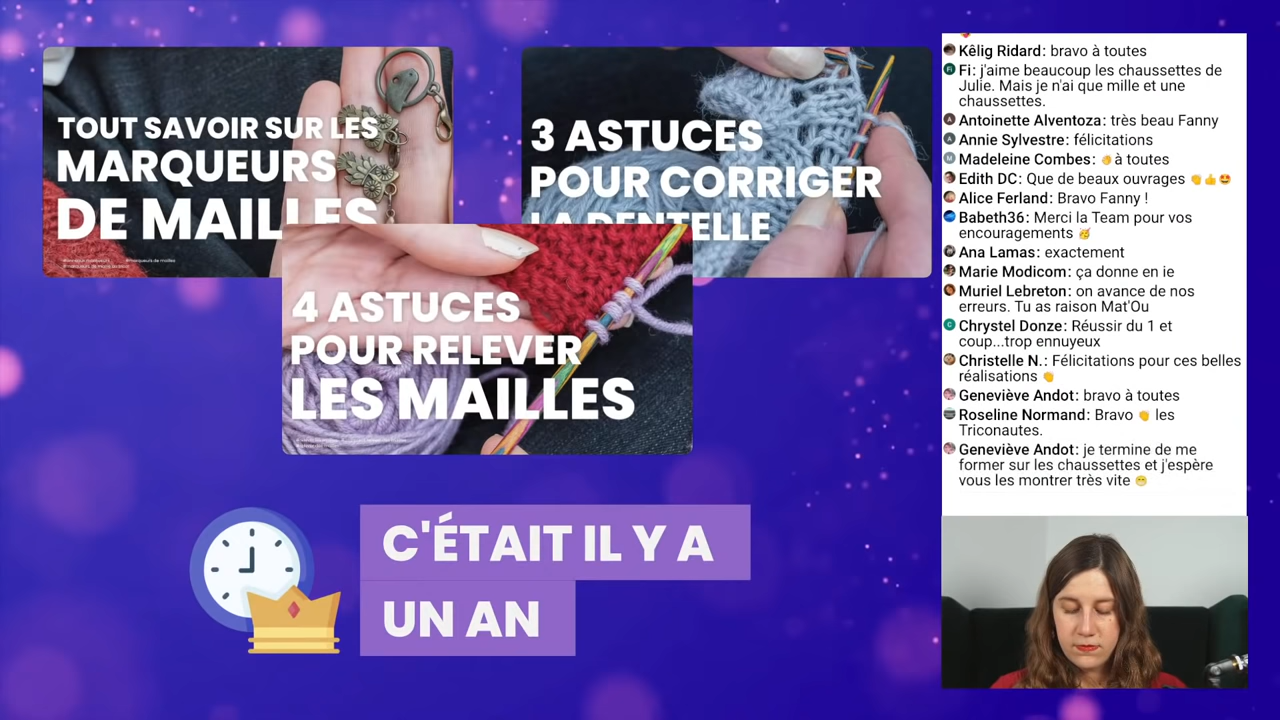 TOUT SAVOIR SUR LES
MARQUEURS
DE MAILLES
3 ASTUCES
POUR CORRIGER
LA DENTELLE
4 ASTUCES
POUR RELEVER
LES MAILLES
C'ÉTAIT IL Y A
UN AN
Kêlig Ridard: bravo à toutes
Fi: j'aime beaucoup les chaussettes de
Julie. Mais je n'ai que mille et une
chaussettes.
Antoinette Alventoza: très beau Fanny
Annie Sylvestre: félicitations
Madeleine Combes: 👏à toutes
Edith DC: Que de beaux ouvrages 👏👍🤩
Alice Ferland: Bravo Fanny !
Babeth36: Merci la Team pour vos
encouragements 🥳
Ana Lamas: exactement
Marie Modicom: ça donne en ie
Muriel Lebreton: on avance de nos
erreurs. Tu as raison Mat'Ou
Chrystel Donze: Réussir du 1 et
coup...trop ennuyeux
Christelle N.: Félicitations pour ces belles
réalisations 👏
Geneviève Andot: bravo à toutes
Roseline Normand: Bravo 👏 les
Triconautes.
Geneviève Andot: je termine de me
former sur les chaussettes et j'espère
vous les montrer très vite 😁